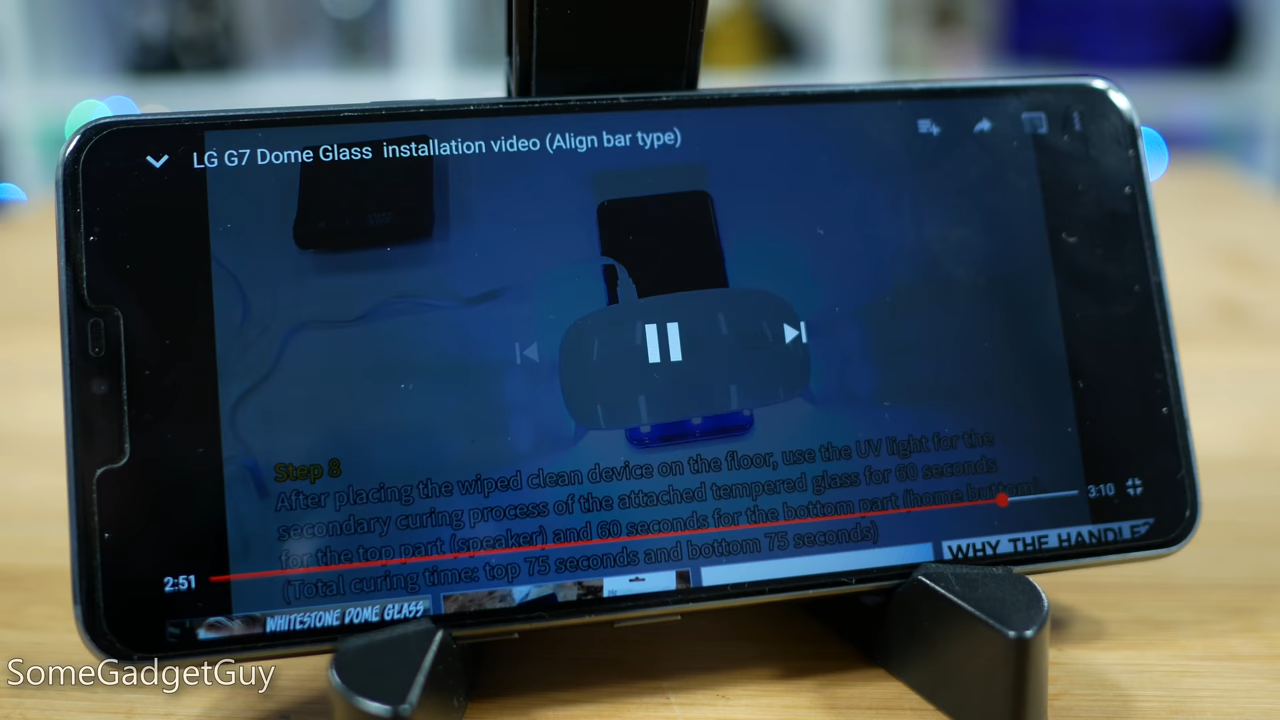 LG G7 Dome Glass installation video (Align bar type)
Step 8
After placing the wiped clean device on the floor, use the UV light for the
secondary curing process of the attached tempered glass for 60 seconds
for the top part (speaker) and 60 seconds for the bottom part (home button)
(Total curing time: top 75 seconds and bottom 75 seconds)
2:51
3:10
WHITESTONE DOME GLASS
WHY THE HANDLE
SomeGadgetGuy